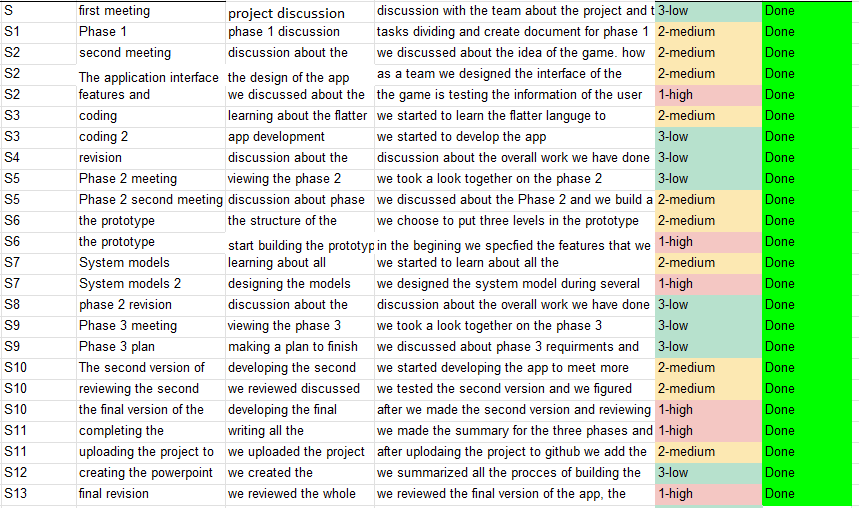 S first meeting project discussion discussion with the team about the project and t 3-low Done
S1 Phase 1 phase 1 discussion tasks dividing and create document for phase 1 2-medium Done
S2 second meeting discussion about the we discussed about the idea of the game. how 2-medium Done
S2 The application interface the design of the app as a team we designed the interface of the 2-medium Done
S2 features and we discussed about the the game is testing the information of the user 1-high Done
S3 coding learning about the flatter we started to learn the flatter languge to 2-medium Done
S3 coding 2 app development we started to develop the app 3-low Done
S4 revision discussion about the discussion about the overall work we have done 3-low Done
S5 Phase 2 meeting viewing the phase 2 we took a look together on the phase 2 3-low Done
S5 Phase 2 second meeting discussion about phase we discussed about the Phase 2 and we build a 2-medium Done
S6 the prototype the structure of the we choose to put three levels in the prototype 2-medium Done
S6 the prototype start building the prototyp in the begining we specfied the features that we 1-high Done
S7 System models learning about all we started to learn about all the 2-medium Done
S7 System models 2 designing the models we designed the system model during several 1-high Done
S8 phase 2 revision discussion about the discussion about the overall work we have done 3-low Done
S9 Phase 3 meeting viewing the phase 3 we took a look together on the phase 3 3-low Done
S9 Phase 3 plan making a plan to finish we discussed about phase 3 requirments and 3-low Done
S10 The second version of developing the second we started developing the app to meet more 2-medium Done
S10 reviewing the second we reviewed discussed we tested the second version and we figured 2-medium Done
S10 the final version of the developing the final after we made the second version and reviewing 1-high Done
S11 completing the writing all the we made the summary for the three phases and 1-high Done
S11 uploading the project to we uploaded the project after uplodaing the project to github we add the 2-medium Done
S12 creating the powerpoint we created the we summarized all the procces of building the 3-low Done
S13 final revision we reviewed the whole we reviewed the final version of the app, the 1-high Done